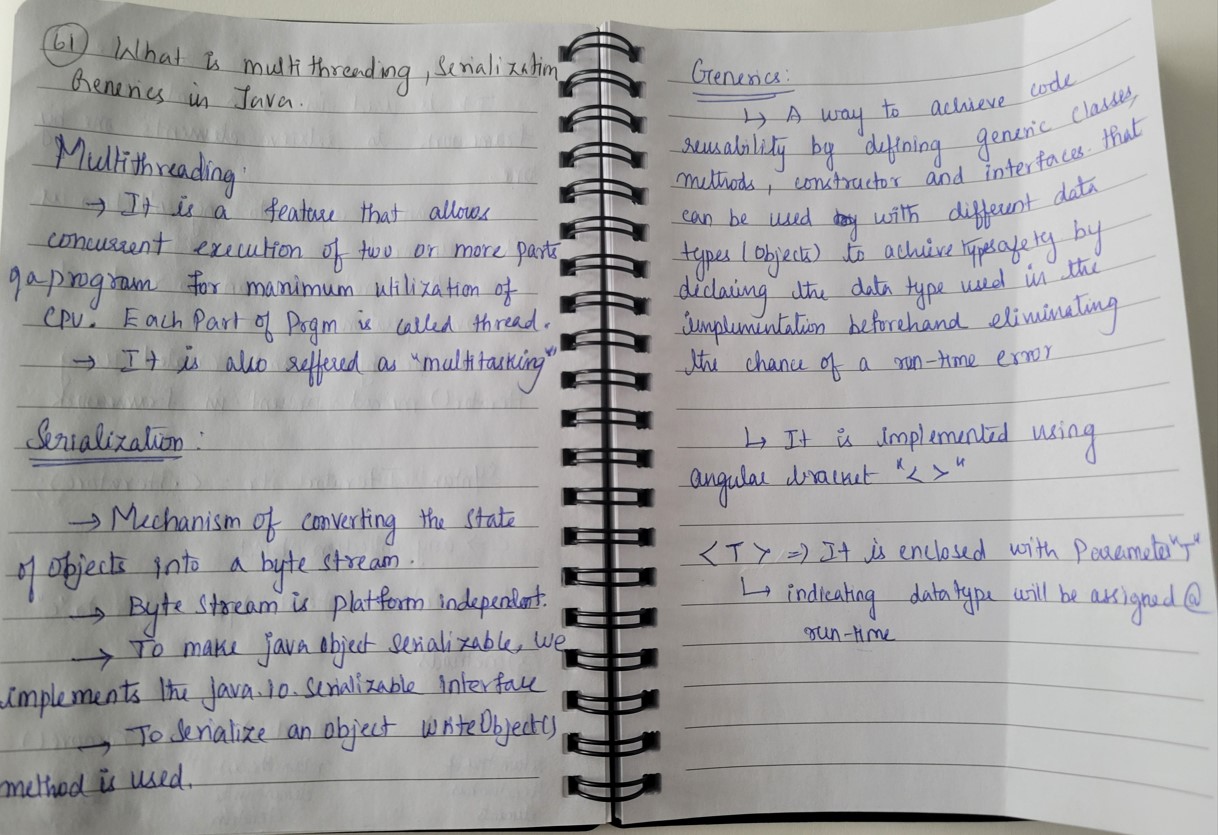 61 What is multithreading, Serialization
Generics in Java.
Multithreading:
→ It is a feature that allows
concurrent execution of two or more parts
of a program for maximum utilization of
CPU. Each Part of Prgm is called thread.
→ It is also reffered as "multitasking"
Serialization:
→ Mechanism of converting the state
of Objects into a byte stream.
→ Byte stream is platform independent.
→ To make java object serializable, we
implements the java.io.Serializable interface
→ To Serialize an object writeObject()
method is used.
Generics:
↳ A way to achieve code
reusability by defining generic classes,
methods, constructor and interfaces that
can be used with different data
types (Objects) to achieve typesafety by
declaring the data type used in the
implementation beforehand eliminating
the chance of a run-time error
↳ It is implemented using
angular bracket "< >"
<T> => It is enclosed with Parameter "T"
↳ indicating datatype will be assigned @
run-time